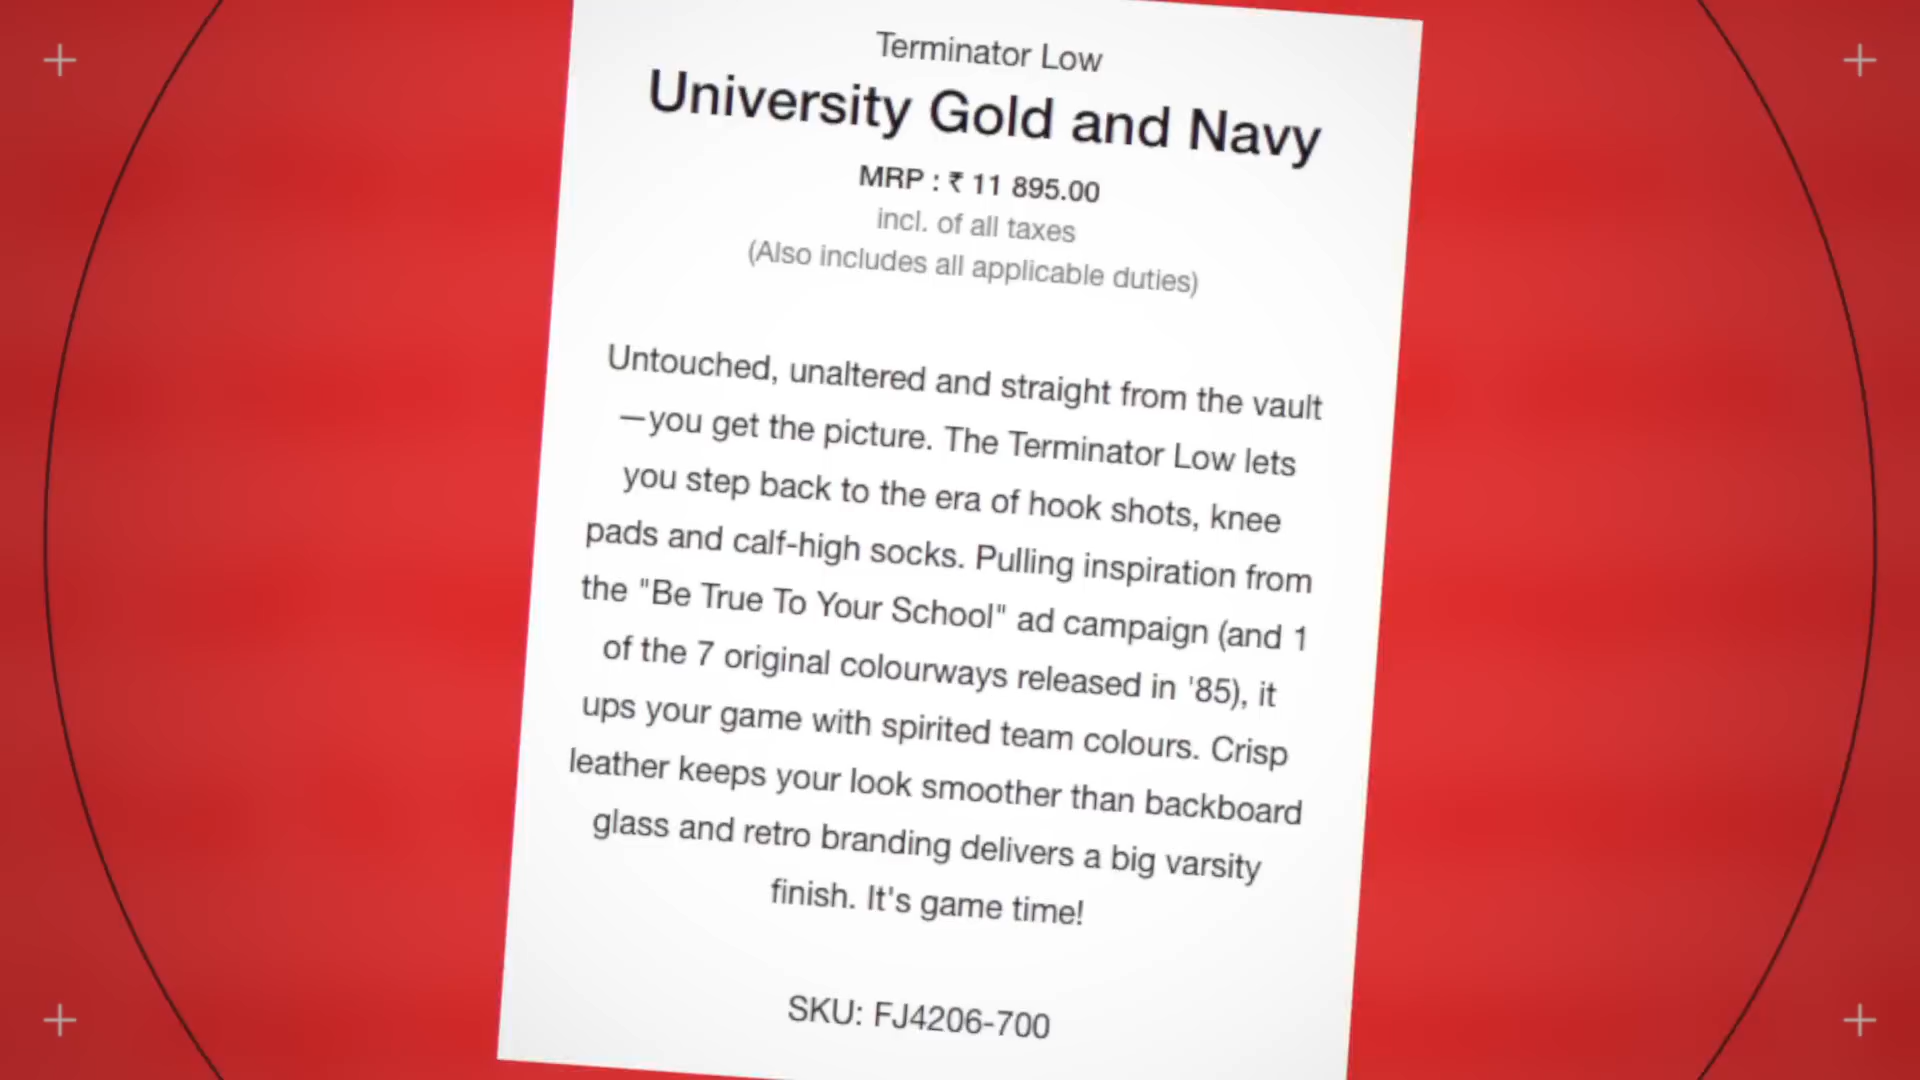 Terminator Low
University Gold and Navy
MRP : ₹ 11 895.00
incl. of all taxes
(Also includes all applicable duties)
Untouched, unaltered and straight from the vault
—you get the picture. The Terminator Low lets
you step back to the era of hook shots, knee
pads and calf-high socks. Pulling inspiration from
the "Be True To Your School" ad campaign (and 1
of the 7 original colourways released in '85), it
ups your game with spirited team colours. Crisp
leather keeps your look smoother than backboard
glass and retro branding delivers a big varsity
finish. It's game time!
SKU: FJ4206-700